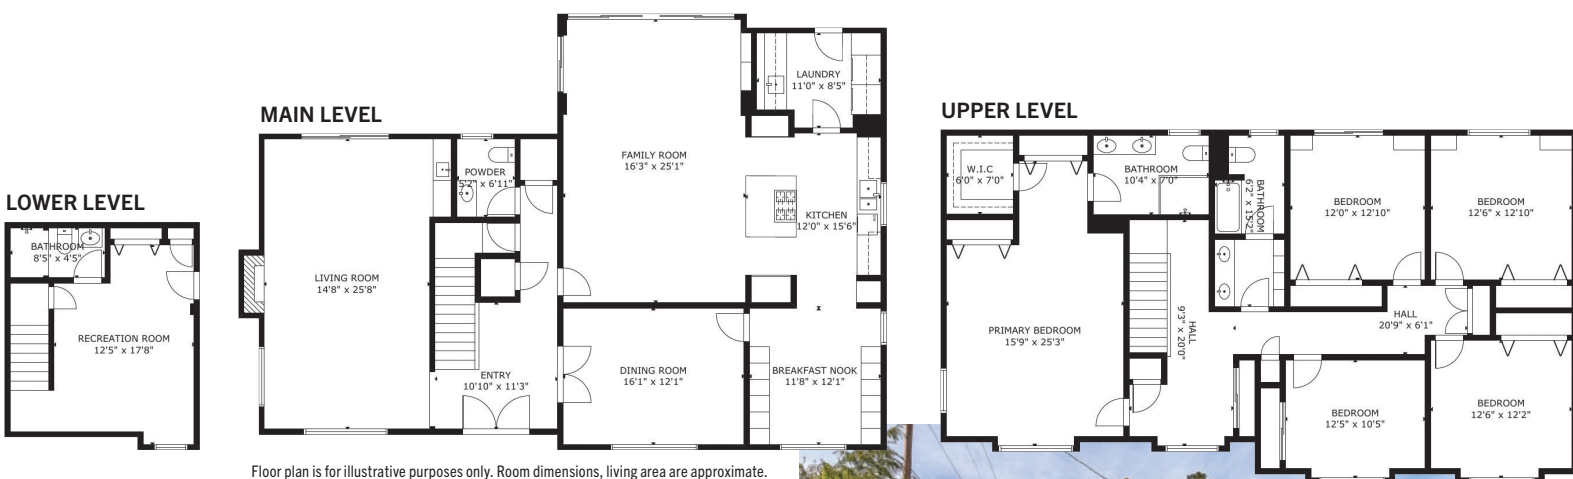 LOWER LEVEL
BATHROOM
8'5" x 4'5"
RECREATION ROOM
12'5" x 17'8"
MAIN LEVEL
LIVING ROOM
14'8" x 25'8"
POWDER
5'2" x 6'11"
ENTRY
10'10" x 11'3"
FAMILY ROOM
16'3" x 25'1"
LAUNDRY
11'0" x 8'5"
KITCHEN
12'0" x 15'6"
DINING ROOM
16'1" x 12'1"
BREAKFAST NOOK
11'8" x 12'1"
UPPER LEVEL
W.I.C
6'0" x 7'0"
BATHROOM
10'4" x 7'0"
BATHROOM
6'2" x 15'2"
BEDROOM
12'0" x 12'10"
BEDROOM
12'6" x 12'10"
PRIMARY BEDROOM
15'9" x 25'3"
HALL
9'3" x 20'0"
HALL
20'9" x 6'1"
BEDROOM
12'5" x 10'5"
BEDROOM
12'6" x 12'2"
Floor plan is for illustrative purposes only. Room dimensions, living area are approximate.